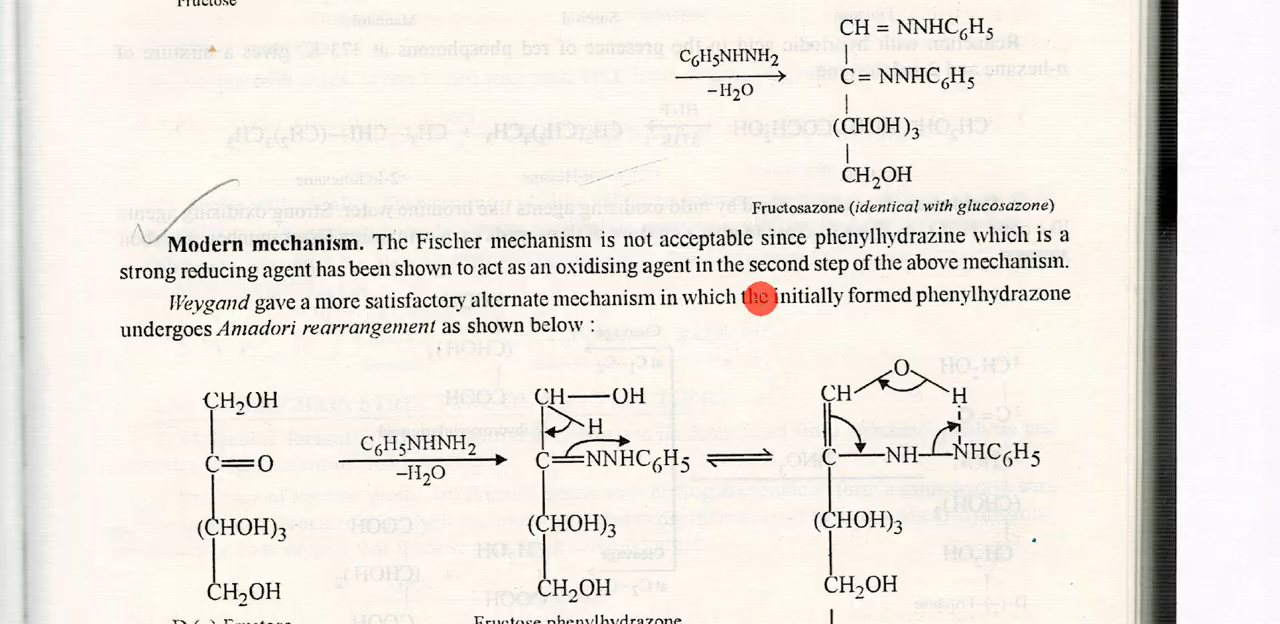 Fructose
CH = NNHC6H5
C6H5NHNH2
−H2O
C = NNHC6H5
(CHOH)3
CH2OH
Fructosazone (identical with glucosazone)
Modern mechanism. The Fischer mechanism is not acceptable since phenylhydrazine which is a
strong reducing agent has been shown to act as an oxidising agent in the second step of the above mechanism.
Weygand gave a more satisfactory alternate mechanism in which the initially formed phenylhydrazone
undergoes Amadori rearrangement as shown below :
CH2OH
CH—OH
CH
O
H
H
C6H5NHNH2
−H2O
C=O
C=NNHC6H5
C—NH—NHC6H5
(CHOH)3
(CHOH)3
(CHOH)3
CH2OH
CH2OH
CH2OH
Fructose phenylhydrazone